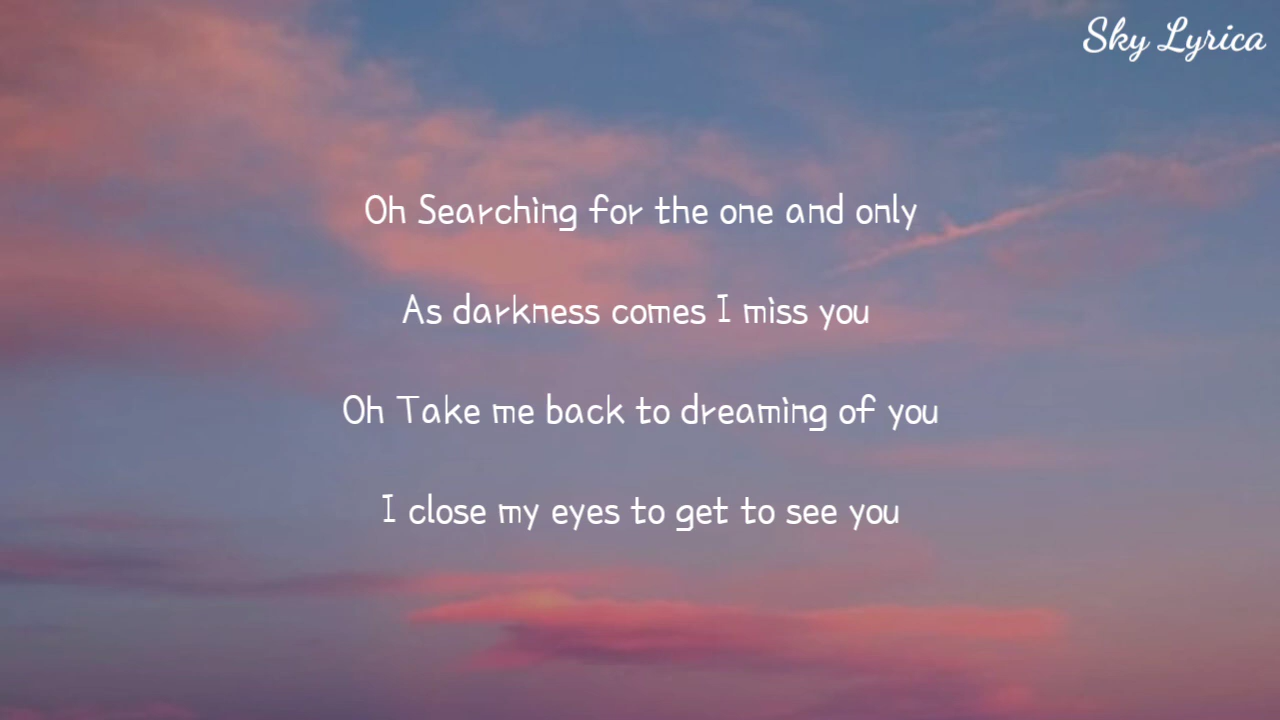 Sky Lyrica
Oh Searching for the one and only
As darkness comes I miss you
Oh Take me back to dreaming of you
I close my eyes to get to see you